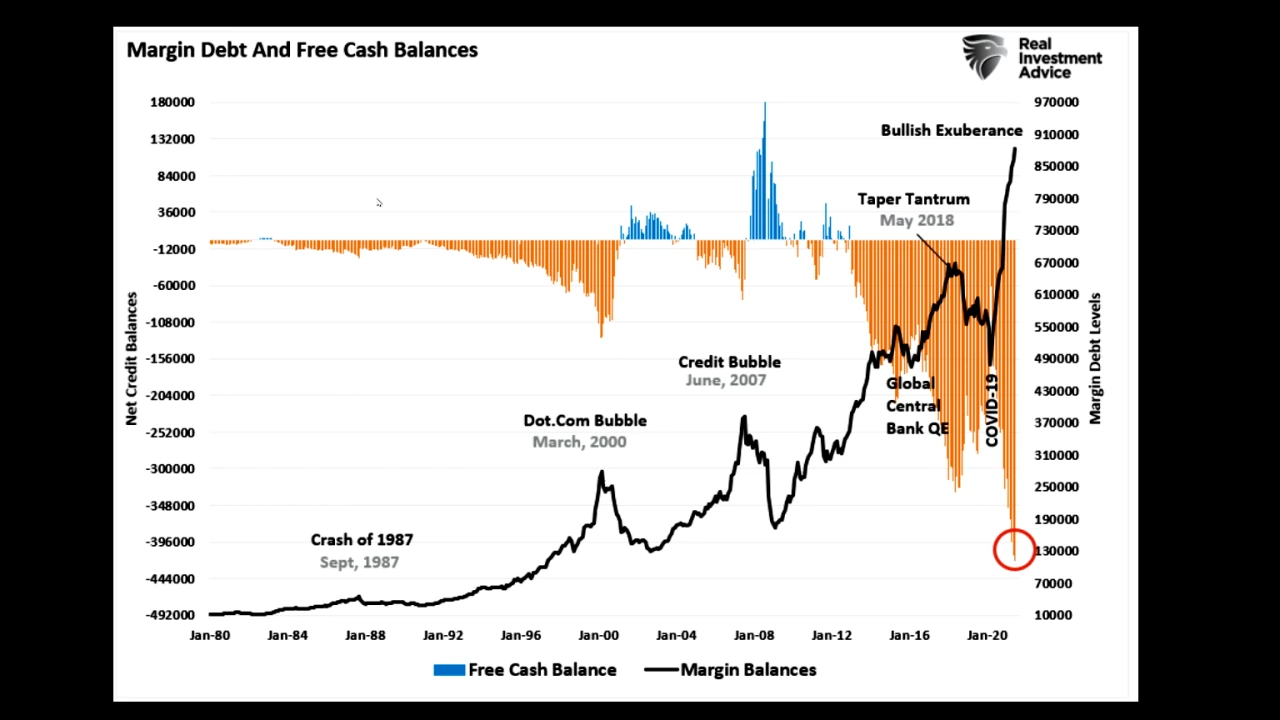 Margin Debt And Free Cash Balances
Real
Investment
Advice
180000
132000
84000
36000
-12000
-60000
-108000
-156000
-204000
-252000
-300000
-348000
-396000
-444000
-492000
Net Credit Balances
970000
910000
850000
790000
730000
670000
610000
550000
490000
430000
370000
310000
250000
190000
130000
70000
10000
Margin Debt Levels
Bullish Exuberance
Taper Tantrum
May 2018
Credit Bubble
June, 2007
Global
Central
Bank QE
COVID-19
Dot.Com Bubble
March, 2000
Crash of 1987
Sept, 1987
Jan-80 Jan-84 Jan-88 Jan-92 Jan-96 Jan-00 Jan-04 Jan-08 Jan-12 Jan-16 Jan-20
Free Cash Balance Margin Balances